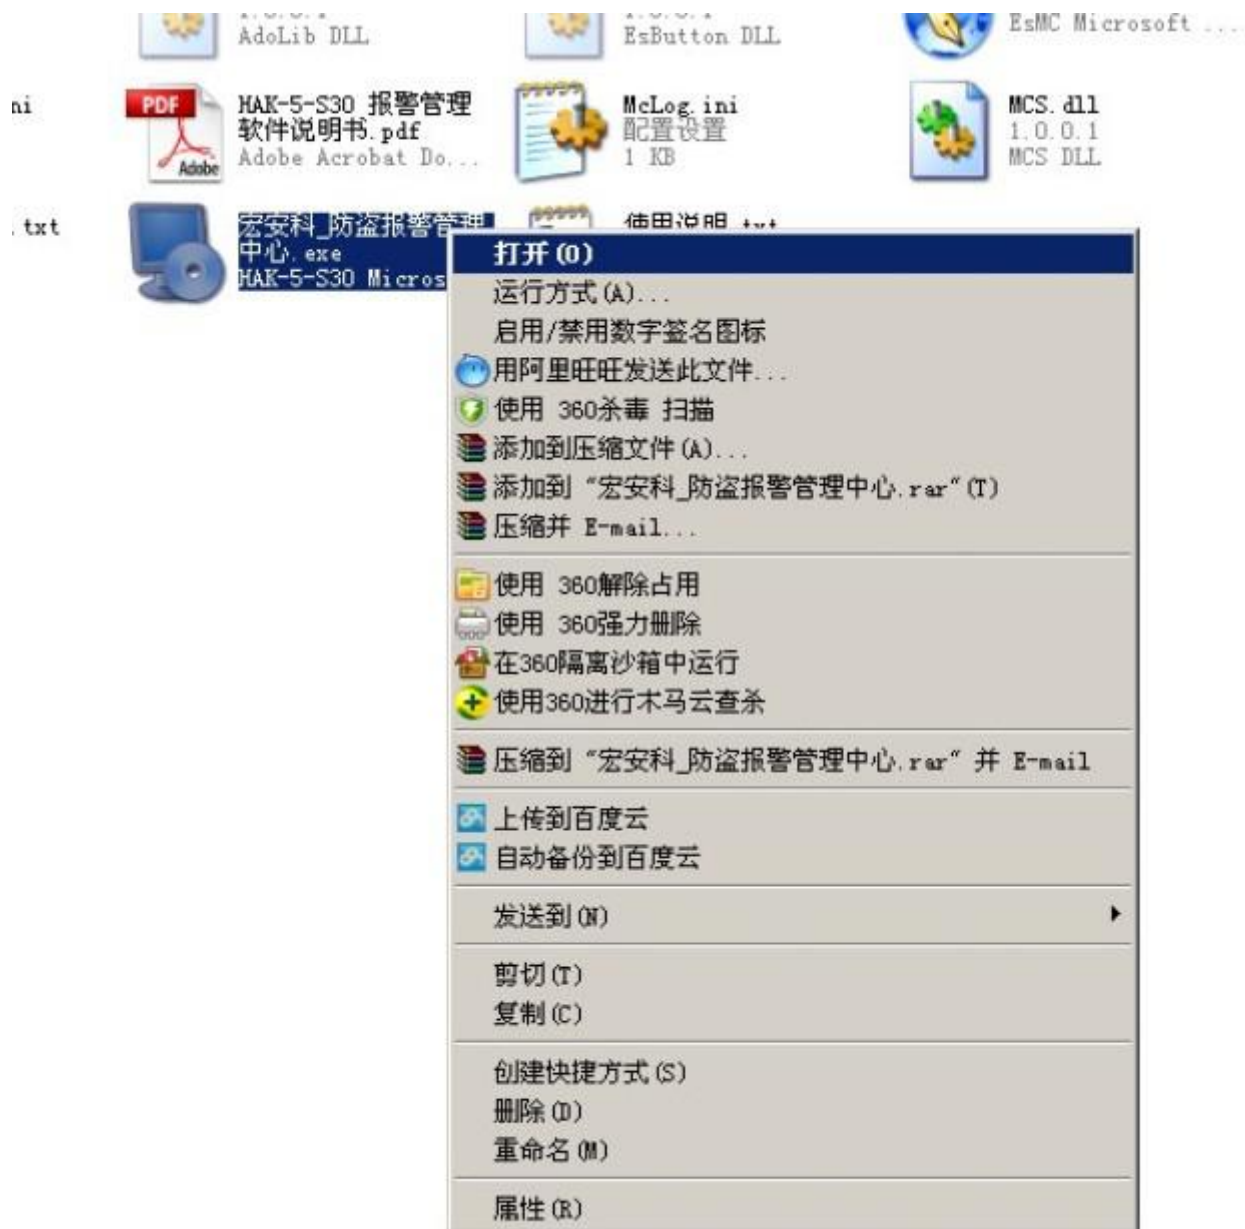 AdoLib DLL
EsButton DLL
EsMC Microsoft ...
ni
PDF
Adobe
HAK-5-S30 报警管理
软件说明书.pdf
Adobe Acrobat Do...
McLog.ini
配置设置
1 KB
MCS.dll
1.0.0.1
MCS DLL
.txt
宏安科_防盗报警管理
中心.exe
HAK-5-S30 Micros
使用说明.txt
打开(O)
运行方式(A)...
启用/禁用数字签名图标
用阿里旺旺发送此文件...
使用 360杀毒 扫描
添加到压缩文件(A)...
添加到 "宏安科_防盗报警管理中心.rar"(T)
压缩并 E-mail...
使用 360解除占用
使用 360强力删除
在360隔离沙箱中运行
使用360进行木马云查杀
压缩到 "宏安科_防盗报警管理中心.rar" 并 E-mail
上传到百度云
自动备份到百度云
发送到(N)
剪切(T)
复制(C)
创建快捷方式(S)
删除(D)
重命名(M)
属性(R)